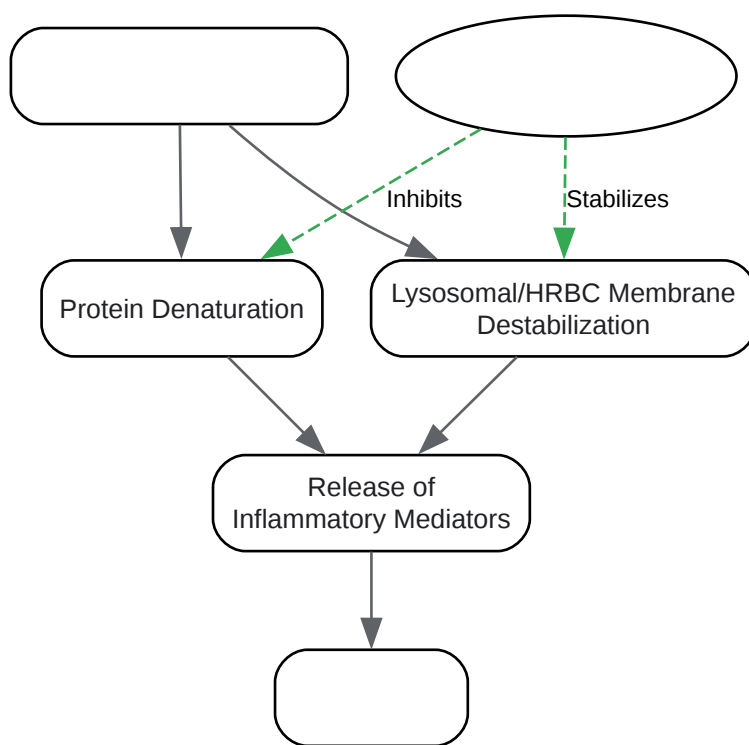 Inhibits
Stabilizes
Protein Denaturation
Lysosomal/HRBC Membrane
Destabilization
Release of
Inflammatory Mediators